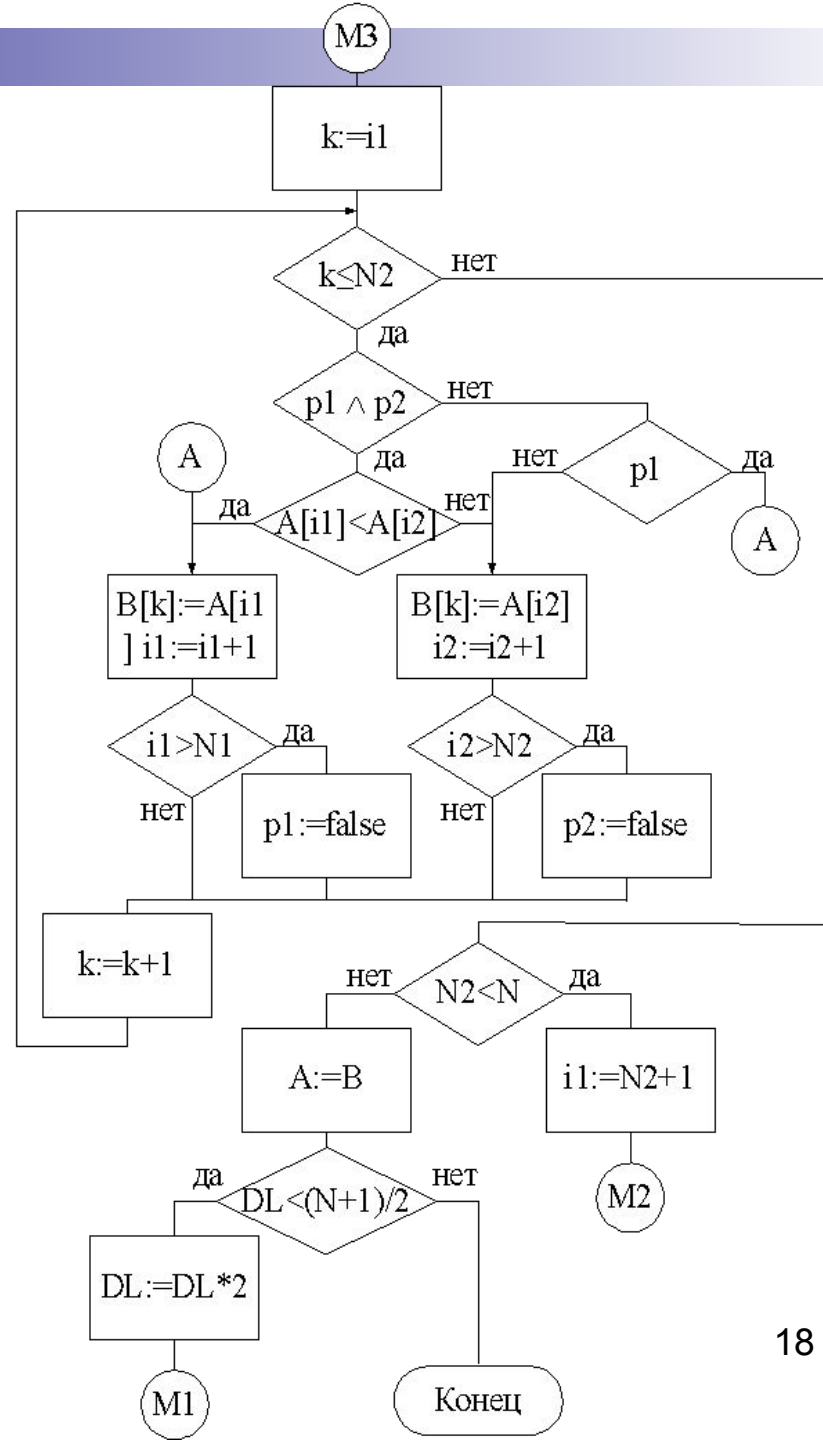 M3
k:=i1
k≤N2
нет
да
p1 ∧ p2
нет
да
A
A[i1]<A[i2]
да
нет
p1
нет
да
A
B[k]:=A[i1
] i1:=i1+1
B[k]:=A[i2]
i2:=i2+1
i1>N1
да
нет
p1:=false
i2>N2
да
нет
p2:=false
k:=k+1
N2<N
нет
да
A:=B
i1:=N2+1
M2
DL<(N+1)/2
да
нет
DL:=DL*2
M1
Конец
18